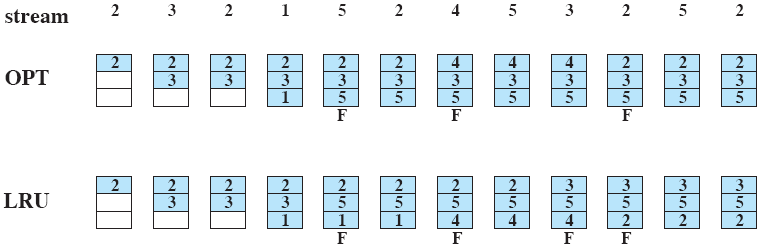 stream 2 3 2 1 5 2 4 5 3 2 5 2
2 2 2 2 2 2 4 4 4 2 2 2
OPT 3 3 3 3 3 3 3 3 3 3 3
1 5 5 5 5 5 5 5 5
F F F
2 2 2 2 2 2 2 2 3 3 3 3
LRU 3 3 3 5 5 5 5 5 5 5 5
1 1 1 4 4 4 2 2 2
F F F F